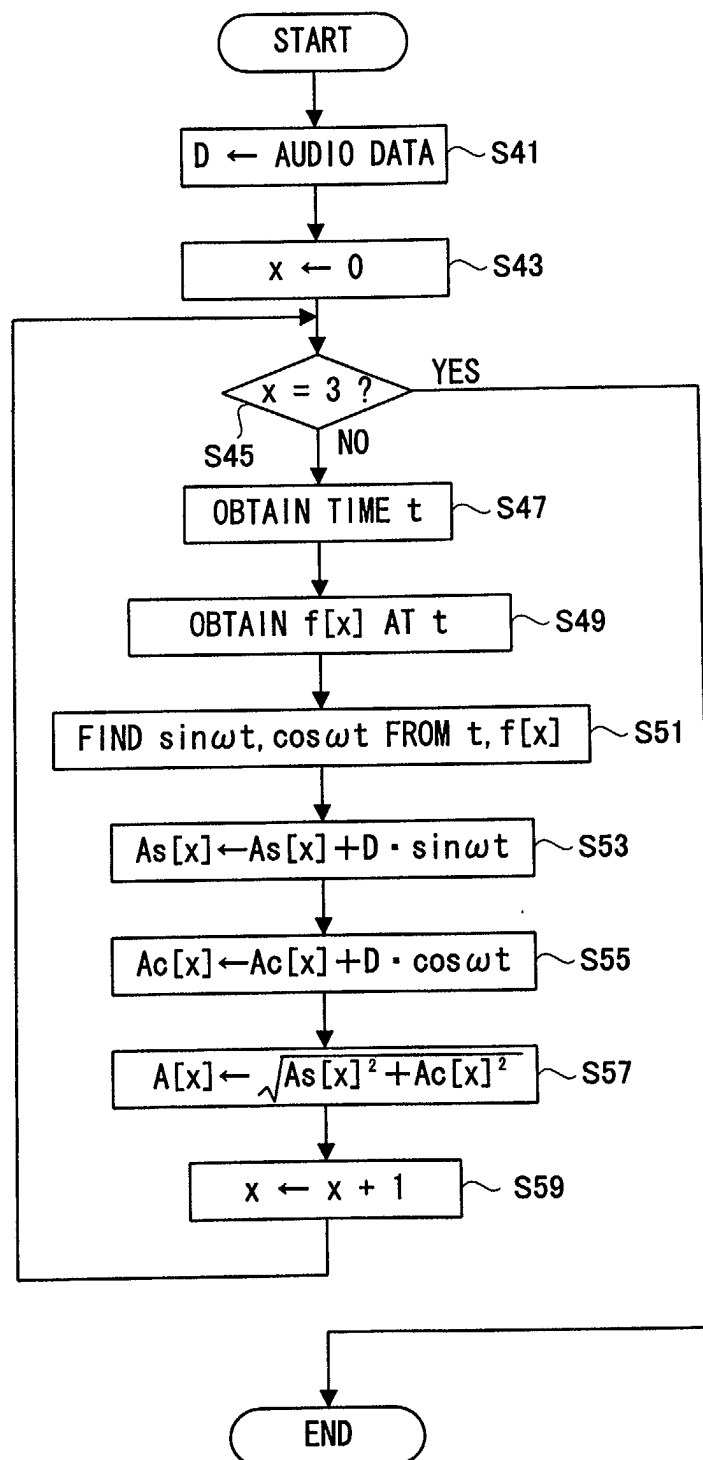 START
D ← AUDIO DATA
S41
x ← 0
S43
x = 3 ?
YES
S45
NO
OBTAIN TIME t
S47
OBTAIN f[x] AT t
S49
FIND sinωt, cosωt FROM t, f[x]
S51
As[x]←As[x]+D・sinωt
S53
Ac[x]←Ac[x]+D・cosωt
S55
A[x]←√As[x]²+Ac[x]²
S57
x ← x + 1
S59
END